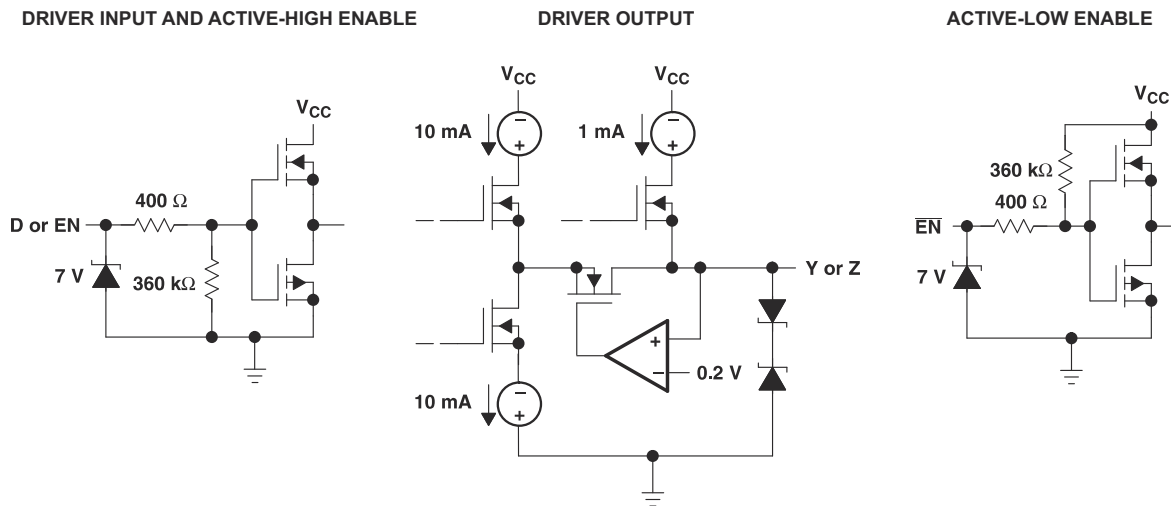 DRIVER INPUT AND ACTIVE-HIGH ENABLE
VCC
400 Ω
D or EN
7 V
360 kΩ
DRIVER OUTPUT
VCC
VCC
10 mA
1 mA
−
+
−
+
Y or Z
+
−
0.2 V
10 mA
−
+
ACTIVE-LOW ENABLE
VCC
360 kΩ
400 Ω
E̅N̅
7 V